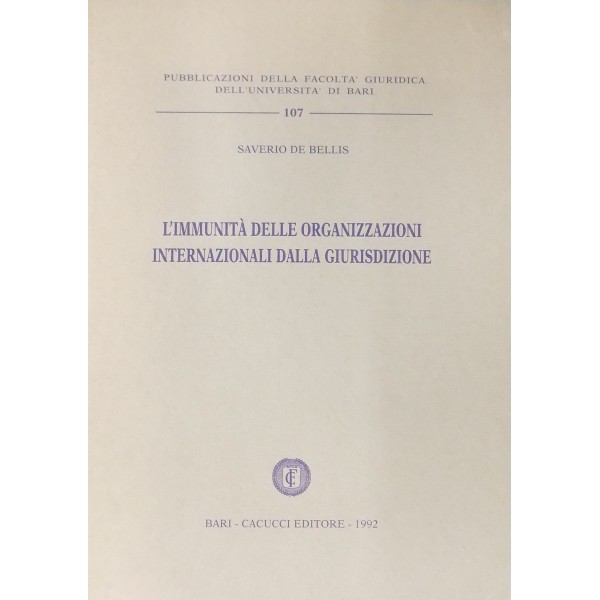 PUBBLICAZIONI DELLA FACOLTA' GIURIDICA
DELL'UNIVERSITA' DI BARI
107
SAVERIO DE BELLIS
L'IMMUNITÀ DELLE ORGANIZZAZIONI
INTERNAZIONALI DALLA GIURISDIZIONE
BARI - CACUCCI EDITORE - 1992